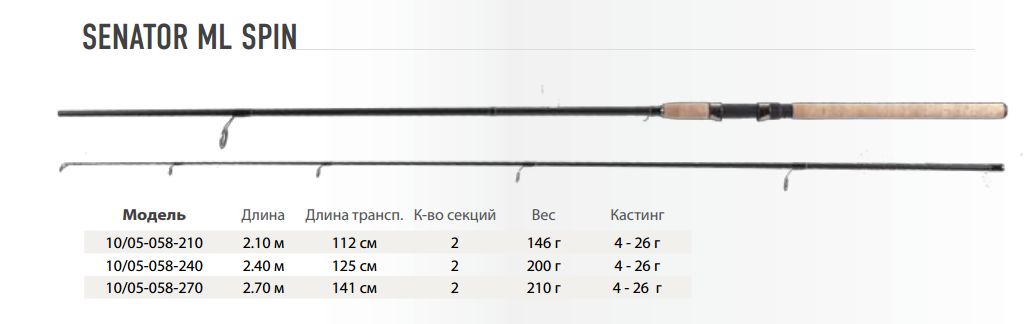 SENATOR ML SPIN
Модель Длина Длина трансп. К-во секций Вес Кастинг
10/05-058-210 2.10 м 112 см 2 146 г 4 - 26 г
10/05-058-240 2.40 м 125 см 2 200 г 4 - 26 г
10/05-058-270 2.70 м 141 см 2 210 г 4 - 26 г